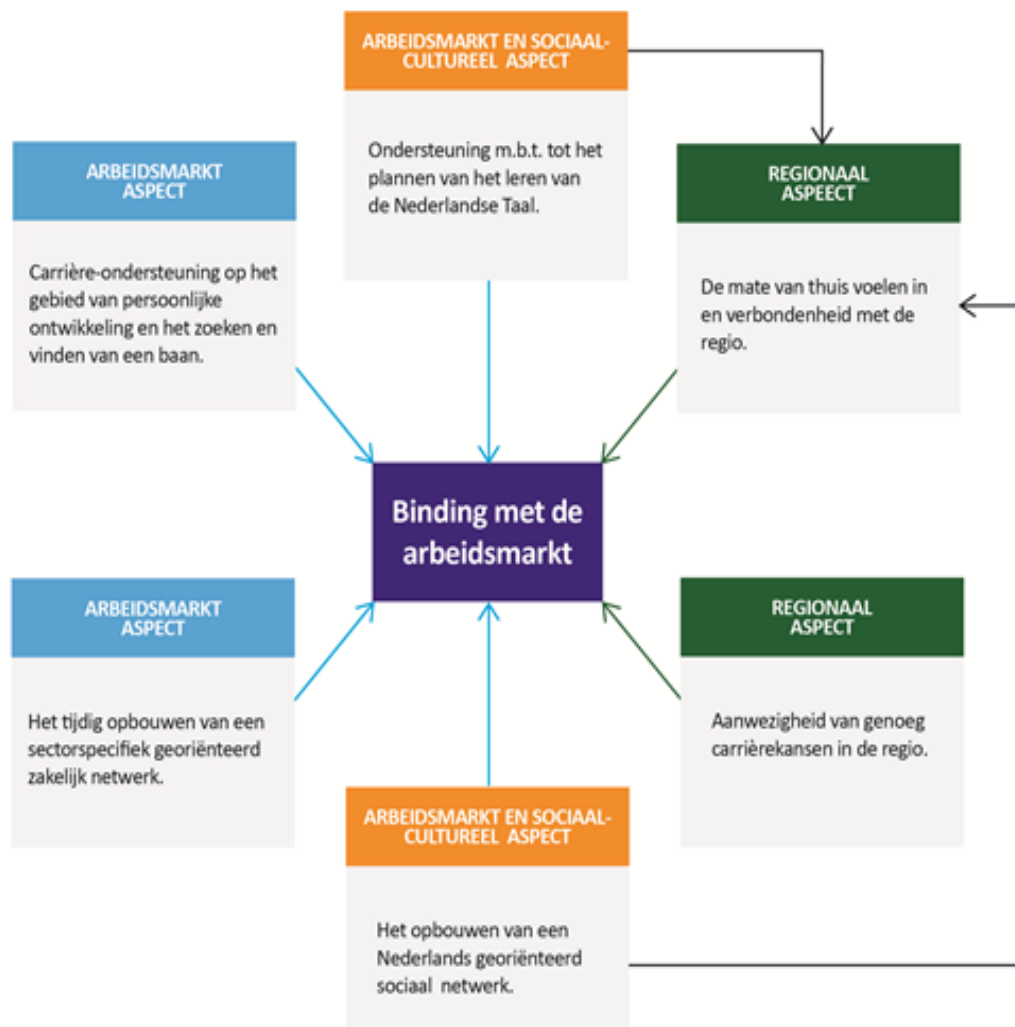 ARBEIDSMARKT EN SOCIAAL-
CULTUREEL ASPECT
Ondersteuning m.b.t. tot het
plannen van het leren van
de Nederlandse Taal.
ARBEIDSMARKT
ASPECT
Carrière-ondersteuning op het
gebied van persoonlijke
ontwikkeling en het zoeken en
vinden van een baan.
REGIONAAL
ASPEECT
De mate van thuis voelen in
en verbondenheid met de
regio.
Binding met de
arbeidsmarkt
ARBEIDSMARKT
ASPECT
Het tijdig opbouwen van een
sectorspecifiek georiënteerd
zakelijk netwerk.
REGIONAAL
ASPECT
Aanwezigheid van genoeg
carrièrekansen in de regio.
ARBEIDSMARKT EN SOCIAAL-
CULTUREEL ASPECT
Het opbouwen van een
Nederlands georiënteerd
sociaal netwerk.